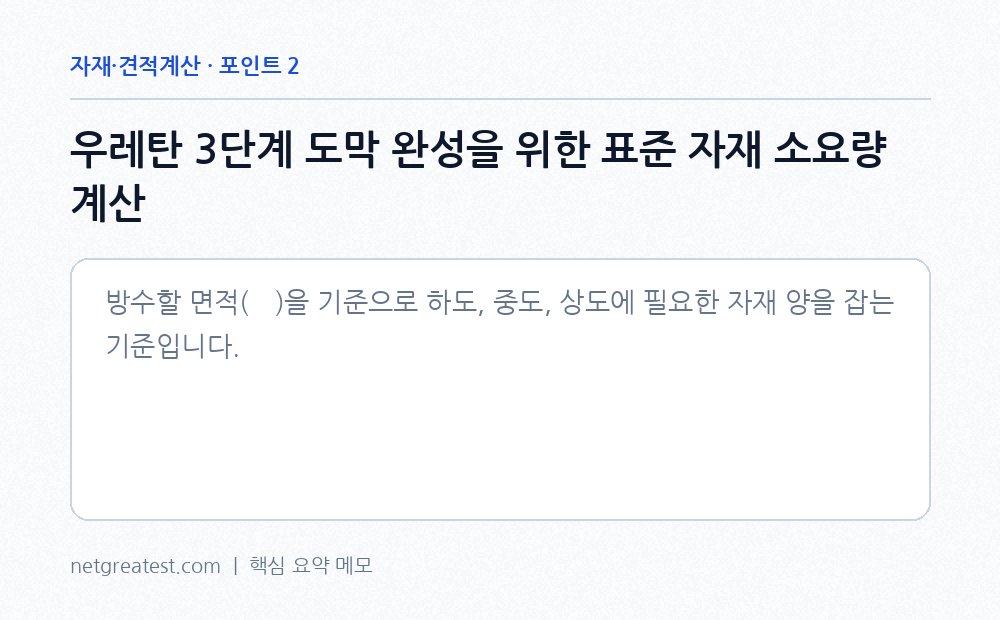 자재·견적계산 · 포인트 2
우레탄 3단계 도막 완성을 위한 표준 자재 소요량
계산
방수할 면적( )을 기준으로 하도, 중도, 상도에 필요한 자재 양을 잡는
기준입니다.
netgreatest.com | 핵심 요약 메모